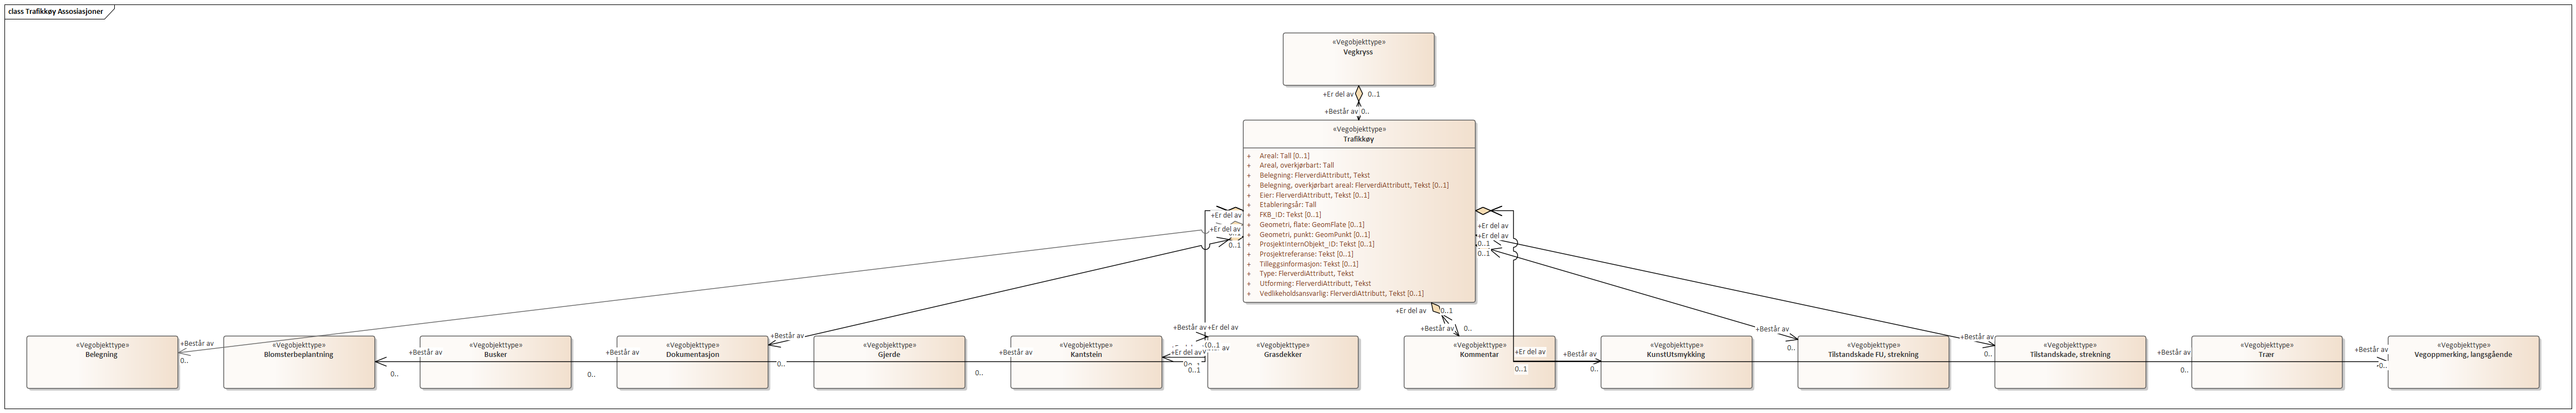 class Trafikkøy Assosiasjoner
«Vegobjekttype»
Vegkryss
+Er del av 0..1
+Består av 0..
«Vegobjekttype»
Trafikkøy
+ Areal: Tall [0..1]
+ Areal, overkjørbart: Tall
+ Belegning: FlerverdiAttributt, Tekst
+ Belegning, overkjørbart areal: FlerverdiAttributt, Tekst [0..1]
+ Eier: FlerverdiAttributt, Tekst [0..1]
+ Etableringsår: Tall
+ FKB_ID: Tekst [0..1]
+ Geometri, flate: GeomFlate [0..1]
+ Geometri, punkt: GeomPunkt [0..1]
+ ProsjektInternObjekt_ID: Tekst [0..1]
+ Prosjektreferanse: Tekst [0..1]
+ Tilleggsinformasjon: Tekst [0..1]
+ Type: FlerverdiAttributt, Tekst
+ Utforming: FlerverdiAttributt, Tekst
+ Vedlikeholdsansvarlig: FlerverdiAttributt, Tekst [0..1]
+Er del av
+Er del av
0..1
+Er del av
+Er del av
0..1
0..1
+Er del av 0..1
«Vegobjekttype»
Belegning
+Består av
0..
«Vegobjekttype»
Blomsterbeplantning
+Består av
0..
«Vegobjekttype»
Busker
+Består av
0..
«Vegobjekttype»
Dokumentasjon
+Består av
0..
«Vegobjekttype»
Gjerde
+Består av
0..
«Vegobjekttype»
Kantstein
+Består av
+Er del av
0..1
+Er del av
0..1
«Vegobjekttype»
Grasdekker
+Består av 0..
«Vegobjekttype»
Kommentar
+Er del av
0..1
+Består av
0..
«Vegobjekttype»
KunstUtsmykking
+Består av
0..
«Vegobjekttype»
Tilstandskade FU, strekning
+Består av
0..
«Vegobjekttype»
Tilstandskade, strekning
+Består av
0..
«Vegobjekttype»
Trær
+Består av
0..
«Vegobjekttype»
Vegoppmerking, langsgående